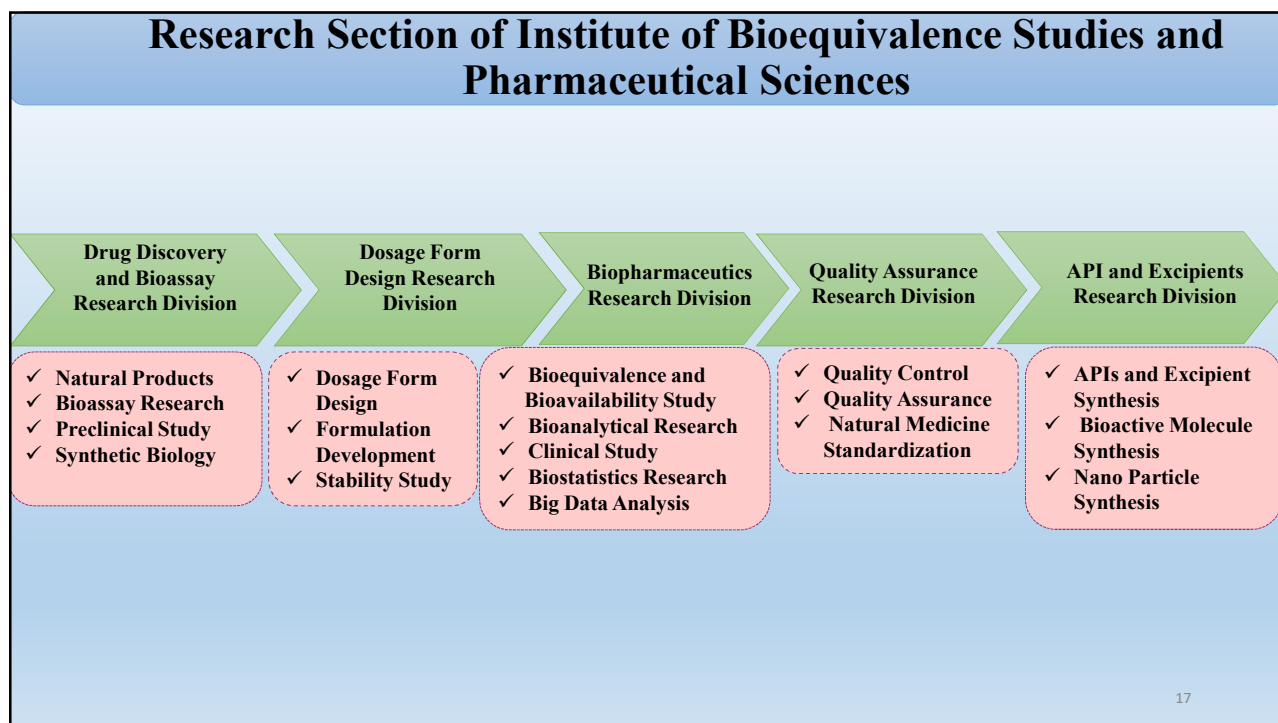 Research Section of Institute of Bioequivalence Studies and
Pharmaceutical Sciences
Drug Discovery
and Bioassay
Research Division
Dosage Form
Design Research
Division
Biopharmaceutics
Research Division
Quality Assurance
Research Division
API and Excipients
Research Division
✓ Natural Products
✓ Bioassay Research
✓ Preclinical Study
✓ Synthetic Biology
✓ Dosage Form
Design
✓ Formulation
Development
✓ Stability Study
✓ Bioequivalence and
Bioavailability Study
✓ Bioanalytical Research
✓ Clinical Study
✓ Biostatistics Research
✓ Big Data Analysis
✓ Quality Control
✓ Quality Assurance
✓ Natural Medicine
Standardization
✓ APIs and Excipient
Synthesis
✓ Bioactive Molecule
Synthesis
✓ Nano Particle
Synthesis
17